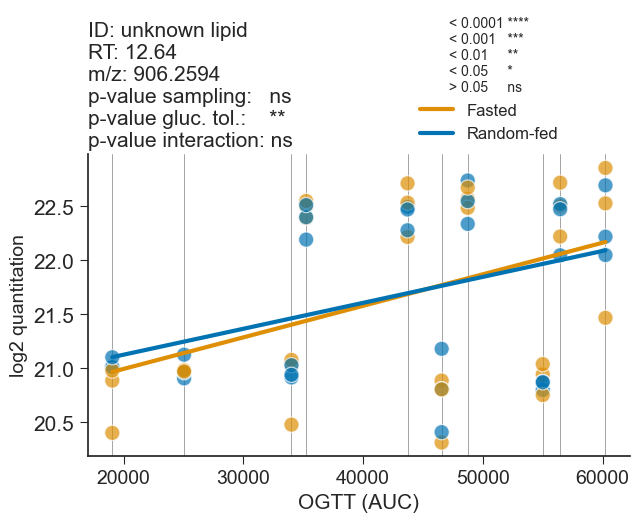 ID: unknown lipid
RT: 12.64
m/z: 906.2594
p-value sampling: ns
p-value gluc. tol.: **
p-value interaction: ns
< 0.0001 ****
< 0.001 ***
< 0.01 **
< 0.05 *
> 0.05 ns
Fasted
Random-fed
log2 quantitation
22.5
22.0
21.5
21.0
20.5
20000 30000 40000 50000 60000
OGTT (AUC)